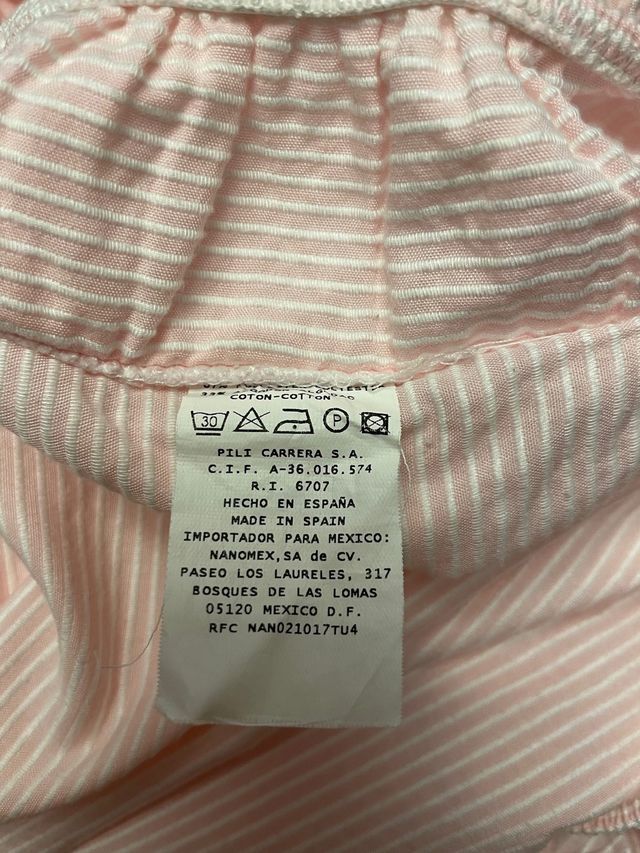 COTON-COTTON
30 P
PILI CARRERA S.A.
C.I.F. A-36.016.574
R.I. 6707
HECHO EN ESPAÑA
MADE IN SPAIN
IMPORTADOR PARA MEXICO:
NANOMEX,SA de CV.
PASEO LOS LAURELES, 317
BOSQUES DE LAS LOMAS
05120 MEXICO D.F.
RFC NAN021017TU4